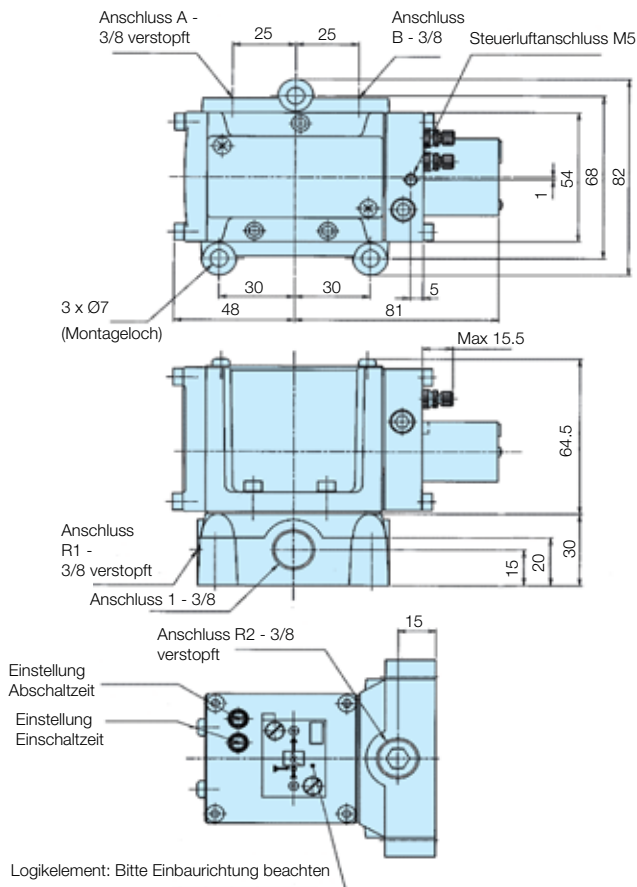 Anschluss A -
3/8 verstopft
Anschluss
B - 3/8
Steuerluftanschluss M5
25
25
1
54
68
82
30
30
5
3 x Ø7
(Montageloch)
48
81
Max 15.5
64.5
Anschluss
R1 -
3/8 verstopft
15
20
30
Anschluss 1 - 3/8
Anschluss R2 - 3/8
verstopft
15
Einstellung
Abschaltzeit
Einstellung
Einschaltzeit
Logikelement: Bitte Einbaurichtung beachten